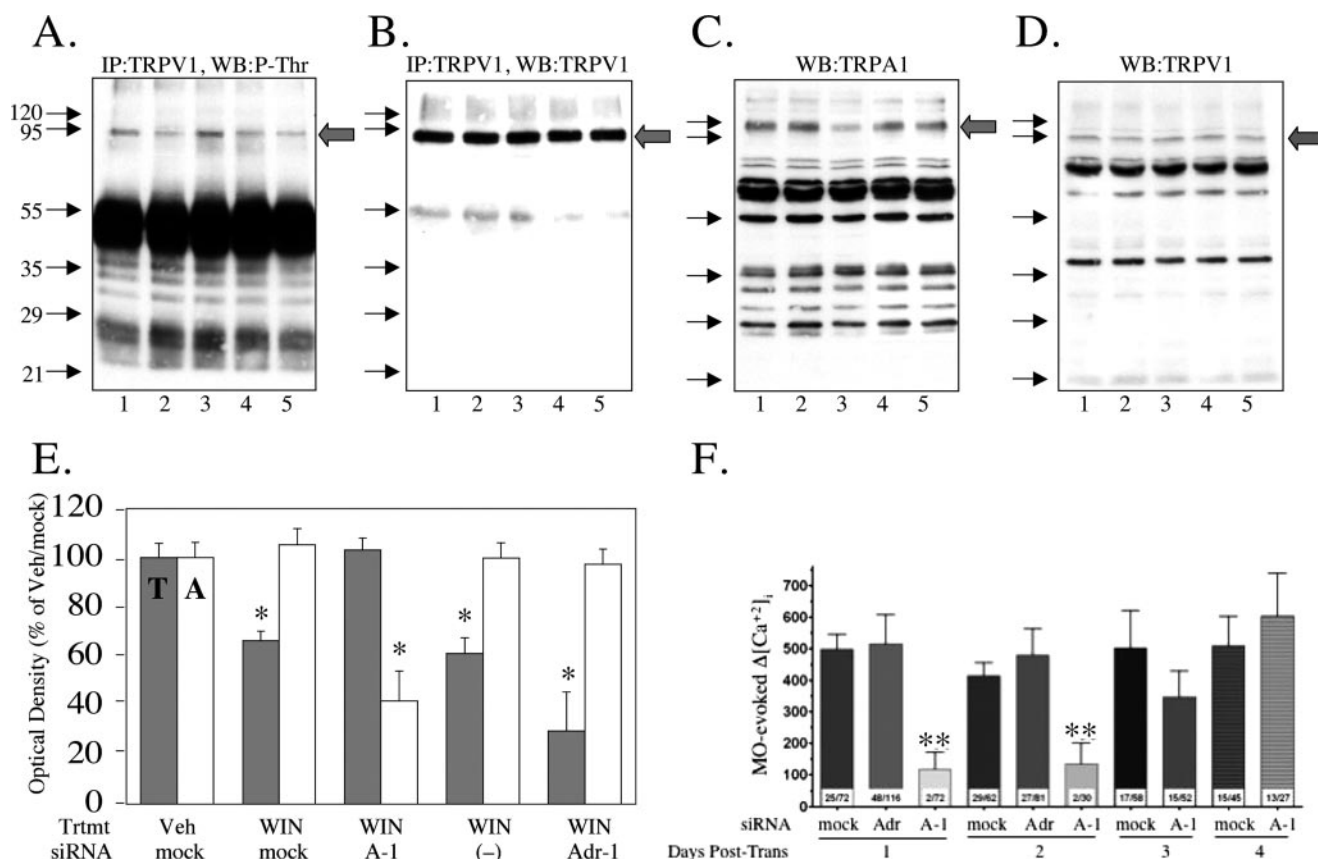 A.
B.
C.
D.
IP:TRPV1, WB:P-Thr
IP:TRPV1, WB:TRPV1
WB:TRPA1
WB:TRPV1
120
95
55
35
29
21
1 2 3 4 5
1 2 3 4 5
1 2 3 4 5
1 2 3 4 5
E.
Optical Density (% of Veh/mock)
120
100
80
60
40
20
0
T A
*
*
*
*
Trtmt Veh WIN WIN WIN WIN
siRNA mock mock A-1 (–) Adr-1
F.
MO-evoked Δ[Ca+2]i
700
600
500
400
300
200
100
0
**
**
25/72 48/116 2/72 29/62 27/81 2/30 17/58 15/52 15/45 13/27
siRNA mock Adr A-1 mock Adr A-1 mock A-1 mock A-1
Days Post-Trans 1 2 3 4